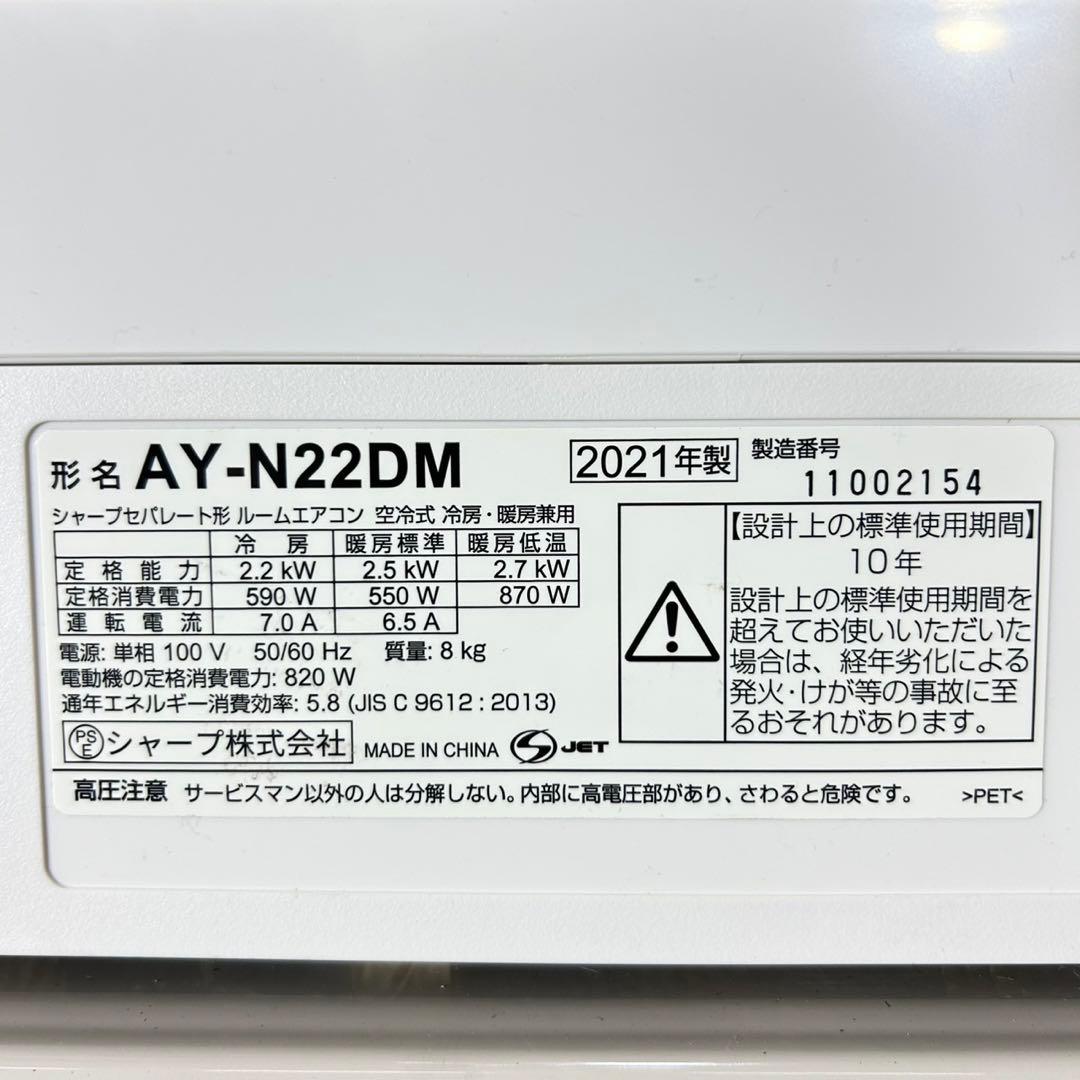 形名 AY-N22DM 2021年製 製造番号 11002154
シャープセパレート形 ルームエアコン 空冷式 冷房・暖房兼用
冷房 暖房標準 暖房低温
定格能力 2.2 kW 2.5 kW 2.7 kW
定格消費電力 590 W 550 W 870 W
運転電流 7.0 A 6.5 A
電源: 単相 100 V 50/60 Hz 質量: 8 kg
電動機の定格消費電力: 820 W
通年エネルギー消費効率: 5.8 (JIS C 9612 : 2013)
PSE シャープ株式会社 MADE IN CHINA S JET
【設計上の標準使用期間】
10年
設計上の標準使用期間を
超えてお使いいただいた
場合は、経年劣化による
発火・けが等の事故に至
るおそれがあります。
高圧注意 サービスマン以外の人は分解しない。内部に高電圧部があり、さわると危険です。 >PET<